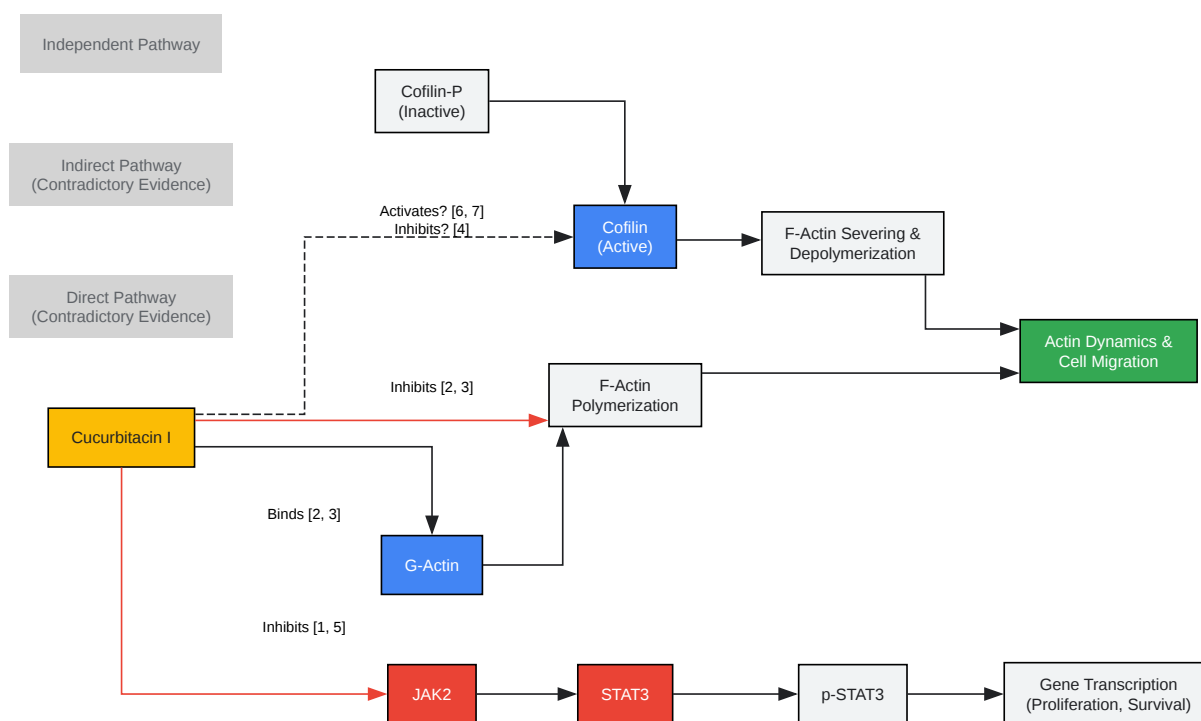 Independent Pathway
Cofilin-P
(Inactive)
Indirect Pathway
(Contradictory Evidence)
Activates? [6, 7]
Inhibits? [4]
Cofilin
(Active)
F-Actin Severing &
Depolymerization
Direct Pathway
(Contradictory Evidence)
Actin Dynamics &
Cell Migration
Inhibits [2, 3]
F-Actin
Polymerization
Cucurbitacin I
Binds [2, 3]
G-Actin
Inhibits [1, 5]
JAK2
STAT3
p-STAT3
Gene Transcription
(Proliferation, Survival)